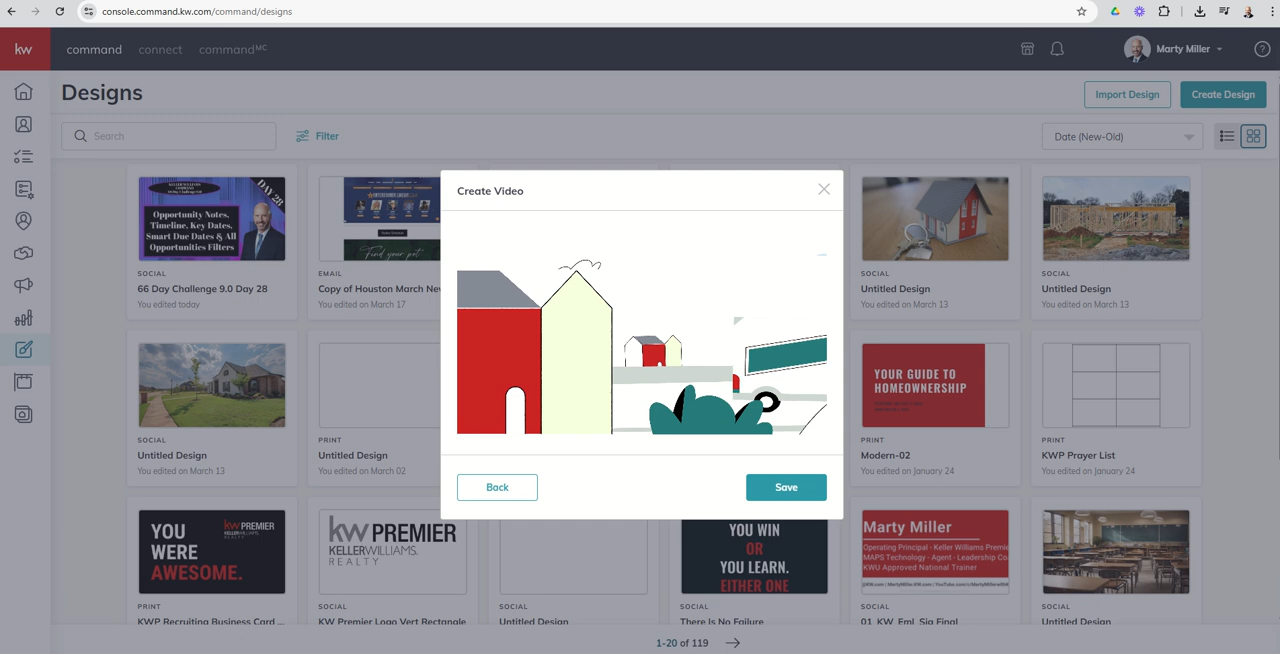 console.command.kw.com/command/designs
kw
command
connect
command MC
Marty Miller
?
Designs
Import Design
Create Design
Search
Filter
Date (New-Old)
KELLER WILLIAMS
COMMAND
DAY 28
Opportunity Notes,
Timeline, Key Dates,
Smart Due Dates & All
Opportunities Filters
SOCIAL
66 Day Challenge 9.0 Day 28
You edited today
Find your pet
EMAIL
Copy of Houston March Ne
You edited on March 17
SOCIAL
Untitled Design
You edited on March 13
SOCIAL
Untitled Design
You edited on March 13
Create Video
Back
Save
SOCIAL
Untitled Design
You edited on March 13
PRINT
Untitled Design
You edited on March 02
YOUR GUIDE TO
HOMEOWNERSHIP
PRINT
Modern-02
You edited on January 24
PRINT
KWP Prayer List
You edited on January 24
YOU
WERE
AWESOME.
kw PREMIER
KELLERWILLIAMS.
REALTY
PRINT
KWP Recruiting Business Card ...
kw PREMIER
KELLERWILLIAMS.
REALTY
SOCIAL
KW Premier Logo Vert Rectangle
SOCIAL
Untitled Design
YOU WIN
OR
YOU LEARN.
EITHER ONE
SOCIAL
There Is No Failure
Marty Miller
Operating Principal - Keller Williams Premie
MAPS Technology - Agent - Leadership Co
KWU Approved National Trainer
SOCIAL
01_KW_Eml_Sig Final
SOCIAL
Untitled Design
1-20 of 119